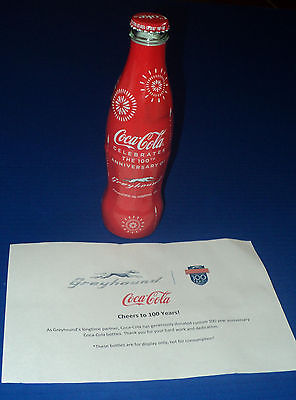 Coca-Cola
CELEBRATES
THE 100TH
ANNIVERSARY OF
Greyhound
Greyhound
100
Coca-Cola
Cheers to 100 Years!
As Greyhound's longtime partner, Coca-Cola has generously donated custom 100 year anniversary
Coca-Cola bottles. Thank you for your hard work and dedication.
*These bottles are for display only, not for consumption*